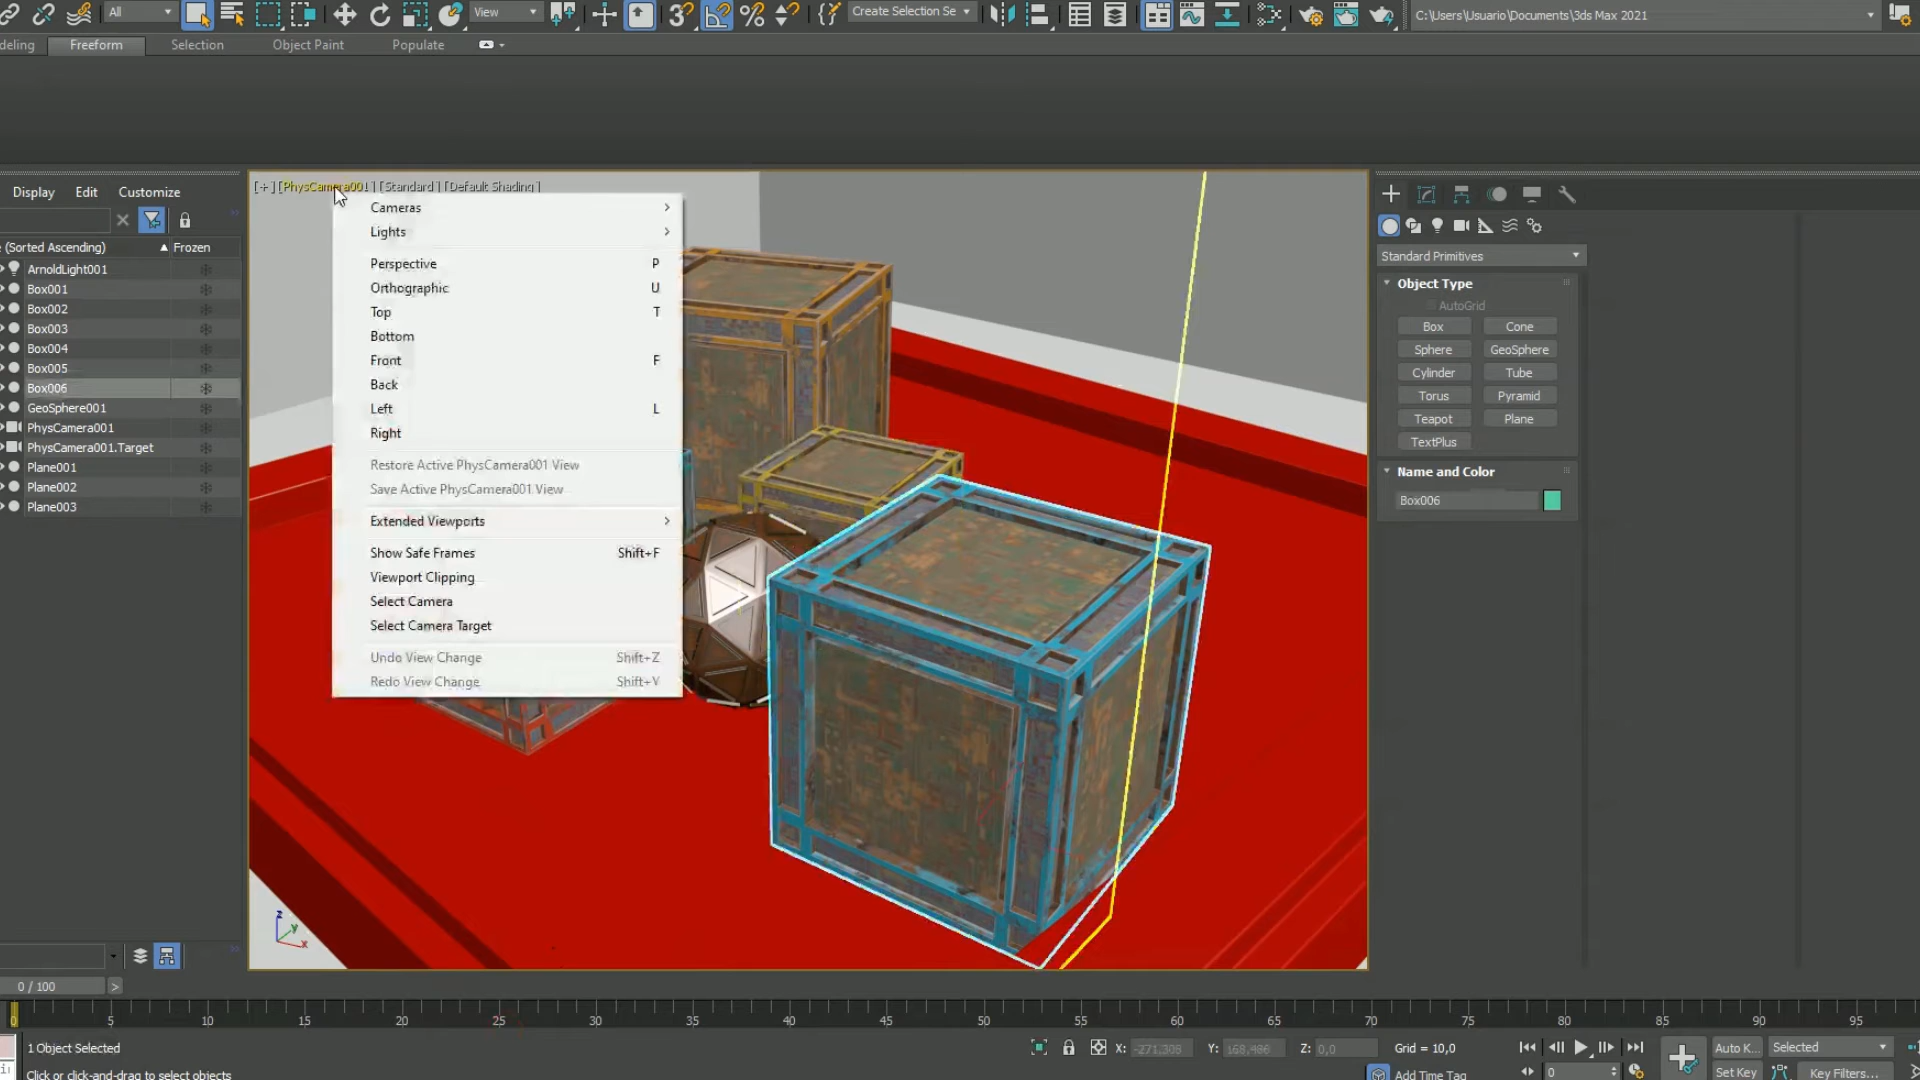 All
View
Create Selection Se
C:\Users\Usuario\Documents\3ds Max 2021
deling
Freeform
Selection
Object Paint
Populate
Display
Edit
Customize
[+] [PhysCamera001] [Standard] [Default Shading]
(Sorted Ascending)
Frozen
ArnoldLight001
Box001
Box002
Box003
Box004
Box005
Box006
GeoSphere001
PhysCamera001
PhysCamera001.Target
Plane001
Plane002
Plane003
Cameras
Lights
Perspective P
Orthographic U
Top T
Bottom
Front F
Back
Left L
Right
Restore Active PhysCamera001 View
Save Active PhysCamera001 View
Extended Viewports
Show Safe Frames Shift+F
Viewport Clipping
Select Camera
Select Camera Target
Undo View Change Shift+Z
Redo View Change Shift+Y
z
y
x
Standard Primitives
Object Type
AutoGrid
Box Cone
Sphere GeoSphere
Cylinder Tube
Torus Pyramid
Teapot Plane
TextPlus
Name and Color
Box006
0 / 100
>
0 5 10 15 20 25 30 35 40 45 50 55 60 65 70 75 80 85 90 95
1 Object Selected
X: -271,308
Y: 168,486
Z: 0,0
Grid = 10,0
Auto K...
Selected
Click or click-and-drag to select objects
Add Time Tag
0
Set Key
Key Filters...